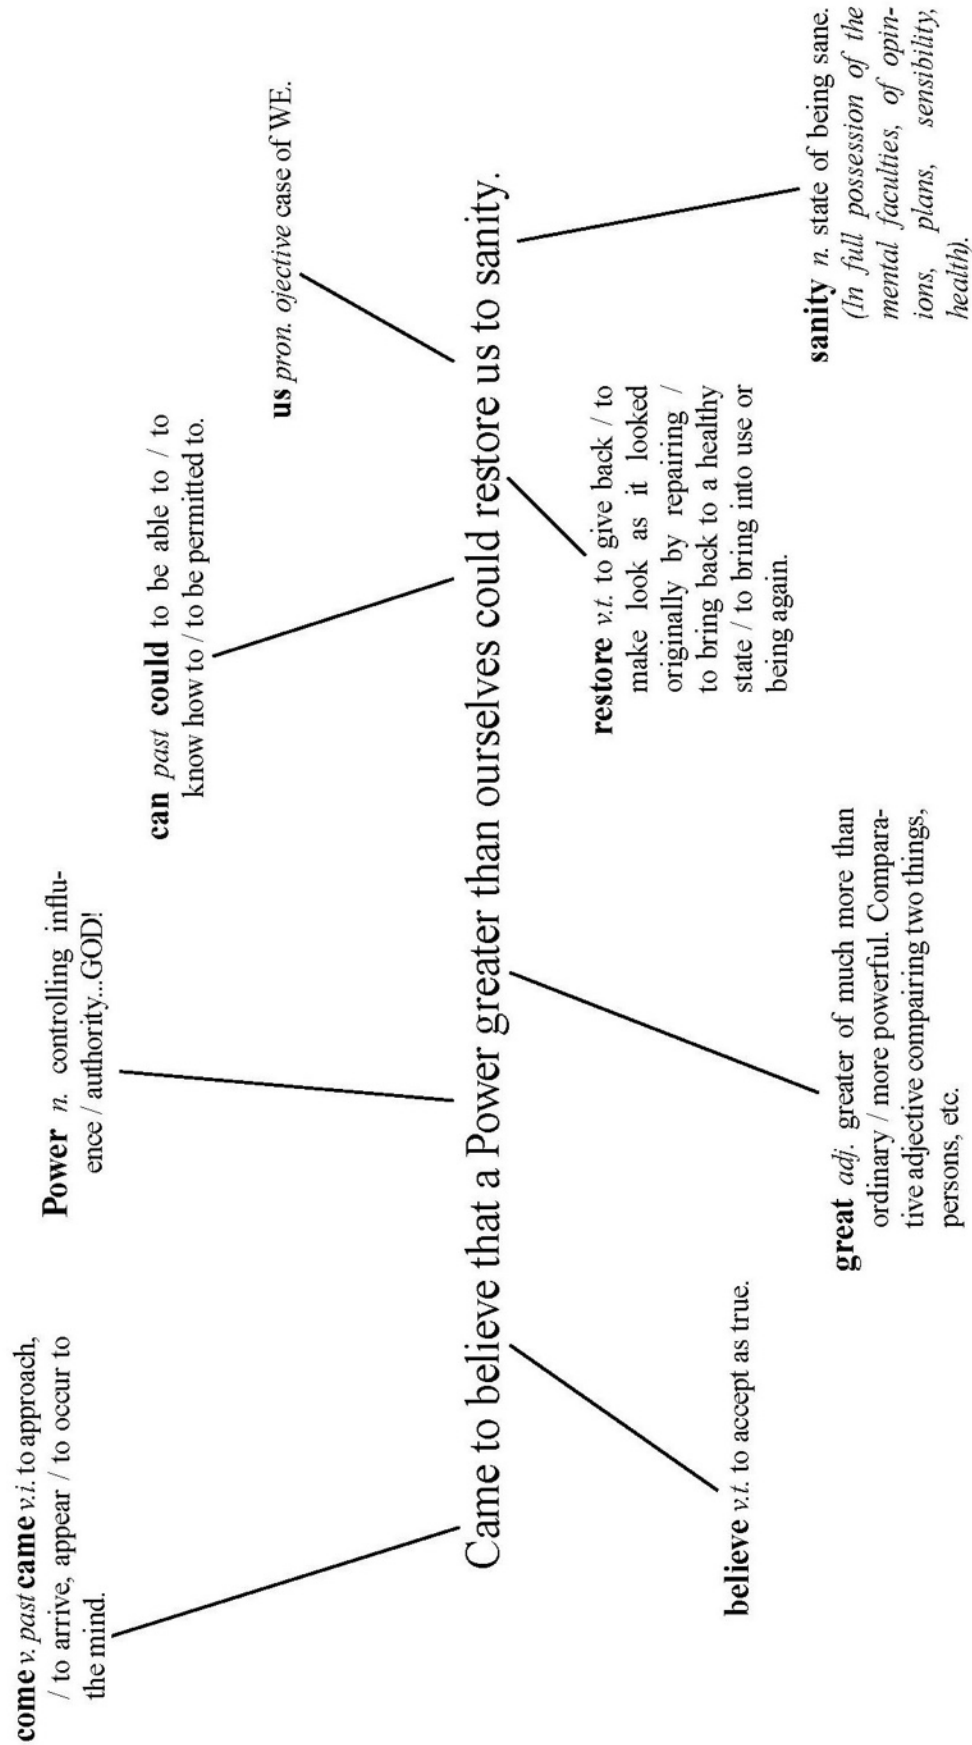 come v. past came v.i. to approach,
/ to arrive, appear / to occur to
the mind.
Power n. controlling influ-
ence / authority...GOD!
can past could to be able to / to
know how to / to be permitted to.
us pron. ojective case of WE.
Came to believe that a Power greater than ourselves could restore us to sanity.
believe v.t. to accept as true.
great adj. greater of much more than
ordinary / more powerful. Compara-
tive adjective comparing two things,
persons, etc.
restore v.t. to give back / to
make look as it looked
originally by repairing /
to bring back to a healthy
state / to bring into use or
being again.
sanity n. state of being sane.
(In full possession of the
mental faculties, of opin-
ions, plans, sensibility,
health).